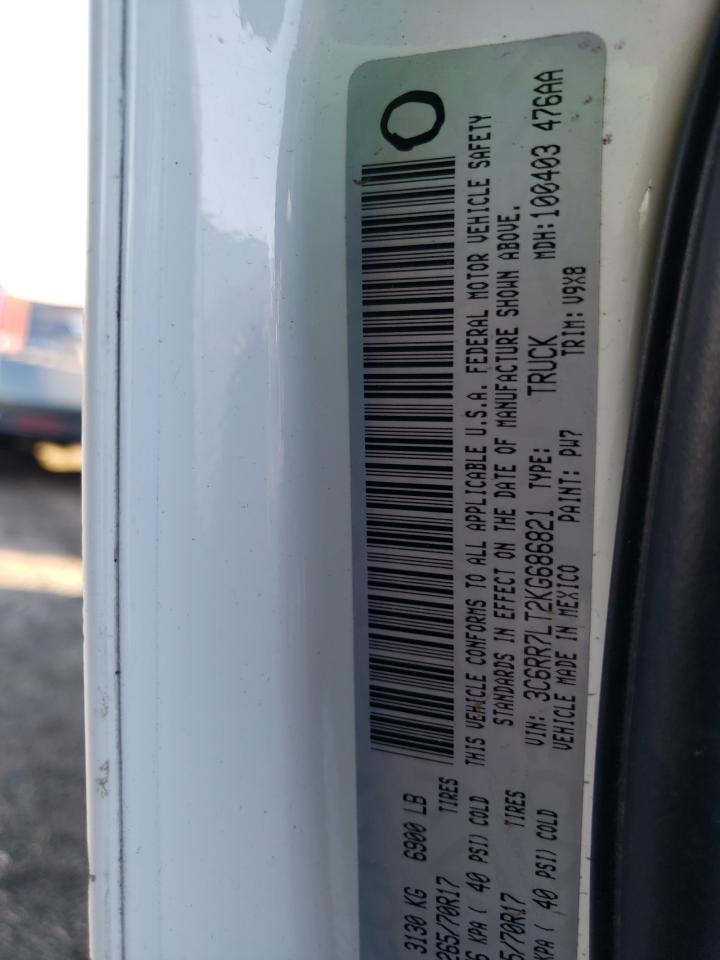 3130 KG 6900 LB
265/70R17 TIRES
KPA ( 40 PSI) COLD
70R17 TIRES
KPA ( 40 PSI) COLD
THIS VEHICLE CONFORMS TO ALL APPLICABLE U.S.A. FEDERAL MOTOR VEHICLE SAFETY
STANDARDS IN EFFECT ON THE DATE OF MANUFACTURE SHOWN ABOVE.
VIN: 3C6RR7LT2KG686821 TYPE: TRUCK MDH:100403 476AA
VEHICLE MADE IN MEXICO PAINT: PW7 TRIM: V9X8